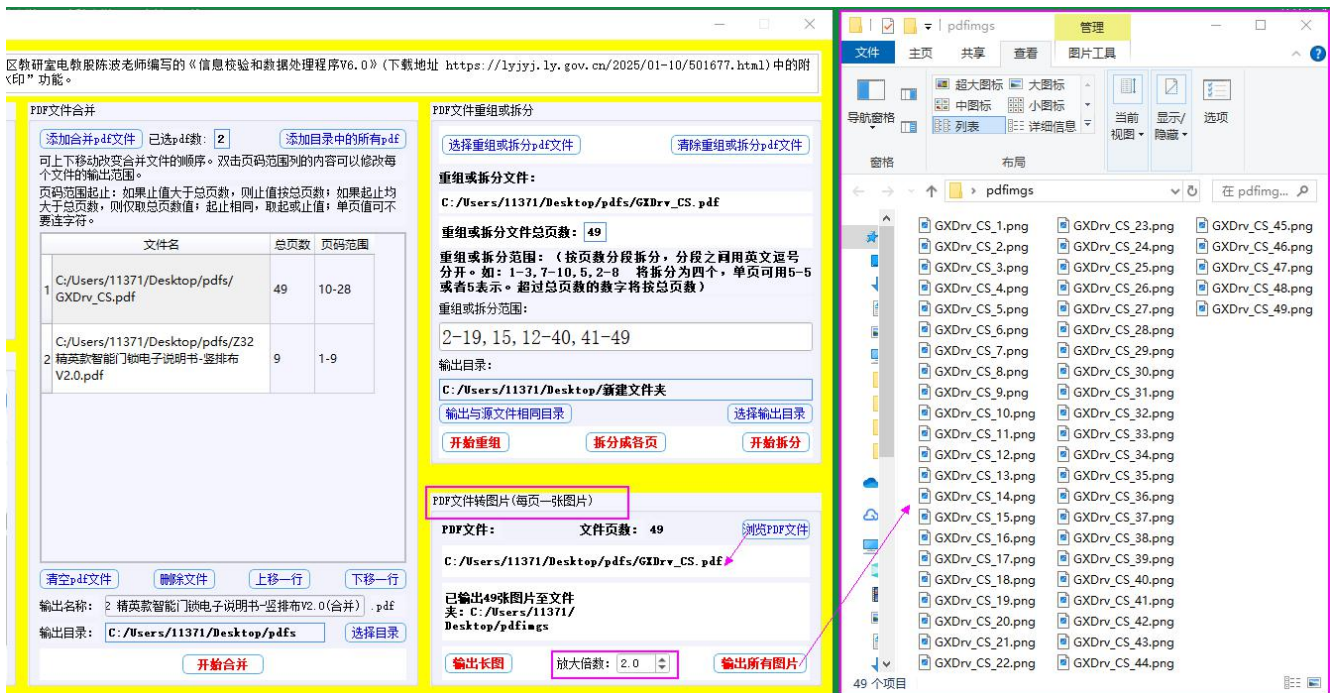 区教研室电教股陈波老师编写的《信息校验和数据处理程序V6.0》(下载地址 https://lyjyj.ly.gov.cn/2025/01-10/501677.html)中的附
水印”功能。
PDF文件合并
添加合并pdf文件 已选pdf数: 2 添加目录中的所有pdf
可上下移动改变合并文件的顺序。双击页码范围列的内容可以修改每
个文件的输出范围。
页码范围起止:如果止值大于总页数,则止值按总页数;如果起止均
大于总页数,则仅取总页数值;起止相同,取起或止值;单页值可不
要连字符。
文件名 总页数 页码范围
1 C:/Users/11371/Desktop/pdfs/
GXDrv_CS.pdf 49 10-28
2 C:/Users/11371/Desktop/pdfs/Z32
精英款智能门锁电子说明书-竖排布
V2.0.pdf 9 1-9
清空pdf文件 删除文件 上移一行 下移一行
输出名称: 2 精英款智能门锁电子说明书-竖排布V2.0(合并) .pdf
输出目录: C:/Users/11371/Desktop/pdfs 选择目录
开始合并
PDF文件重组或拆分
选择重组或拆分pdf文件 清除重组或拆分pdf文件
重组或拆分文件:
C:/Users/11371/Desktop/pdfs/GXDrv_CS.pdf
重组或拆分文件总页数: 49
重组或拆分范围:(按页数分段拆分,分段之间用英文逗号
分开。如:1-3,7-10,5,2-8 将拆分为四个,单页可用5-5
或者5表示。超过总页数的数字将按总页数)
重组或拆分范围:
2-19,15,12-40,41-49
输出目录:
C:/Users/11371/Desktop/新建文件夹
输出与源文件相同目录 选择输出目录
开始重组 拆分成各页 开始拆分
PDF文件转图片(每页一张图片)
PDF文件: 文件页数: 49 浏览PDF文件
C:/Users/11371/Desktop/pdfs/GXDrv_CS.pdf
已输出49张图片至文件
夹:C:/Users/11371/
Desktop/pdfimgs
输出长图 放大倍数: 2.0 输出所有图片
pdfimgs 管理
文件 主页 共享 查看 图片工具
导航窗格
超大图标 大图标
中图标 小图标
列表 详细信息
当前视图 显示/隐藏 选项
窗格 布局
pdfimgs 在 pdfimg...
GXDrv_CS_1.png GXDrv_CS_23.png GXDrv_CS_45.png
GXDrv_CS_2.png GXDrv_CS_24.png GXDrv_CS_46.png
GXDrv_CS_3.png GXDrv_CS_25.png GXDrv_CS_47.png
GXDrv_CS_4.png GXDrv_CS_26.png GXDrv_CS_48.png
GXDrv_CS_5.png GXDrv_CS_27.png GXDrv_CS_49.png
GXDrv_CS_6.png GXDrv_CS_28.png
GXDrv_CS_7.png GXDrv_CS_29.png
GXDrv_CS_8.png GXDrv_CS_30.png
GXDrv_CS_9.png GXDrv_CS_31.png
GXDrv_CS_10.png GXDrv_CS_32.png
GXDrv_CS_11.png GXDrv_CS_33.png
GXDrv_CS_12.png GXDrv_CS_34.png
GXDrv_CS_13.png GXDrv_CS_35.png
GXDrv_CS_14.png GXDrv_CS_36.png
GXDrv_CS_15.png GXDrv_CS_37.png
GXDrv_CS_16.png GXDrv_CS_38.png
GXDrv_CS_17.png GXDrv_CS_39.png
GXDrv_CS_18.png GXDrv_CS_40.png
GXDrv_CS_19.png GXDrv_CS_41.png
GXDrv_CS_20.png GXDrv_CS_42.png
GXDrv_CS_21.png GXDrv_CS_43.png
GXDrv_CS_22.png GXDrv_CS_44.png
49 个项目